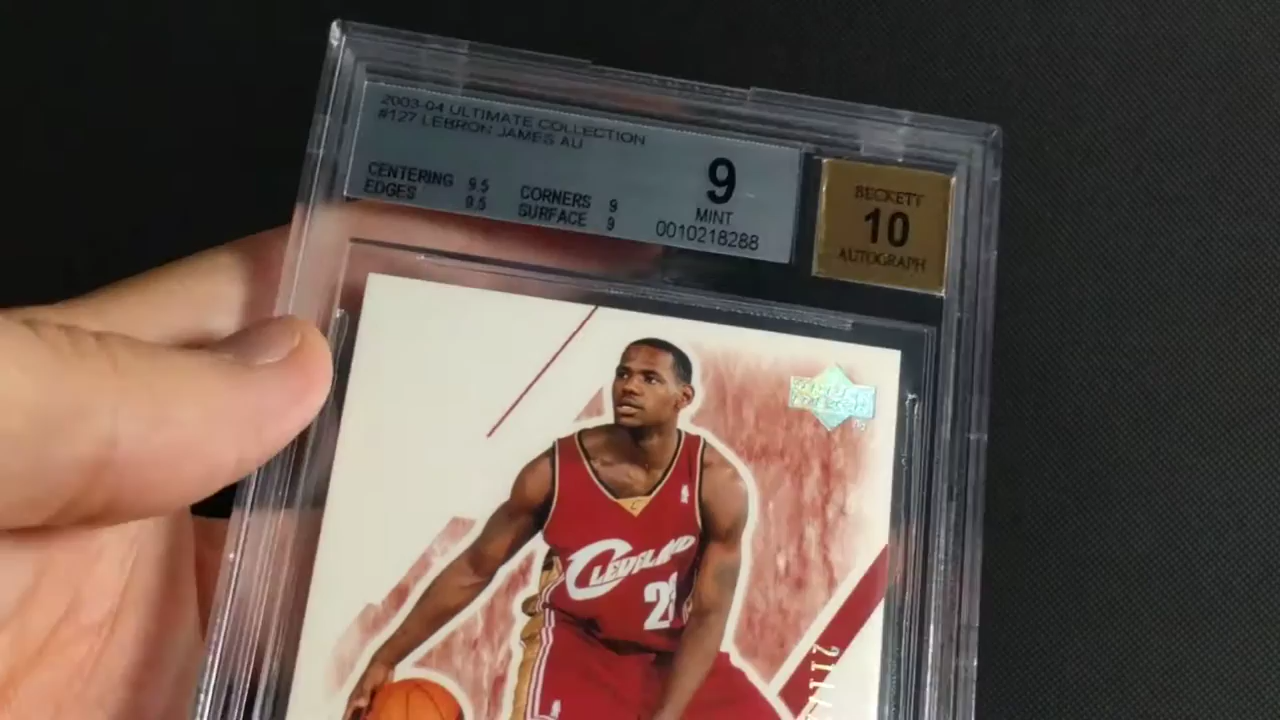 2003-04 ULTIMATE COLLECTION
#127 LEBRON JAMES AU
CENTERING 9.5 CORNERS 9
EDGES 9.5 SURFACE 9
9
MINT
0010218288
BECKETT
10
AUTOGRAPH
CLEVELAND